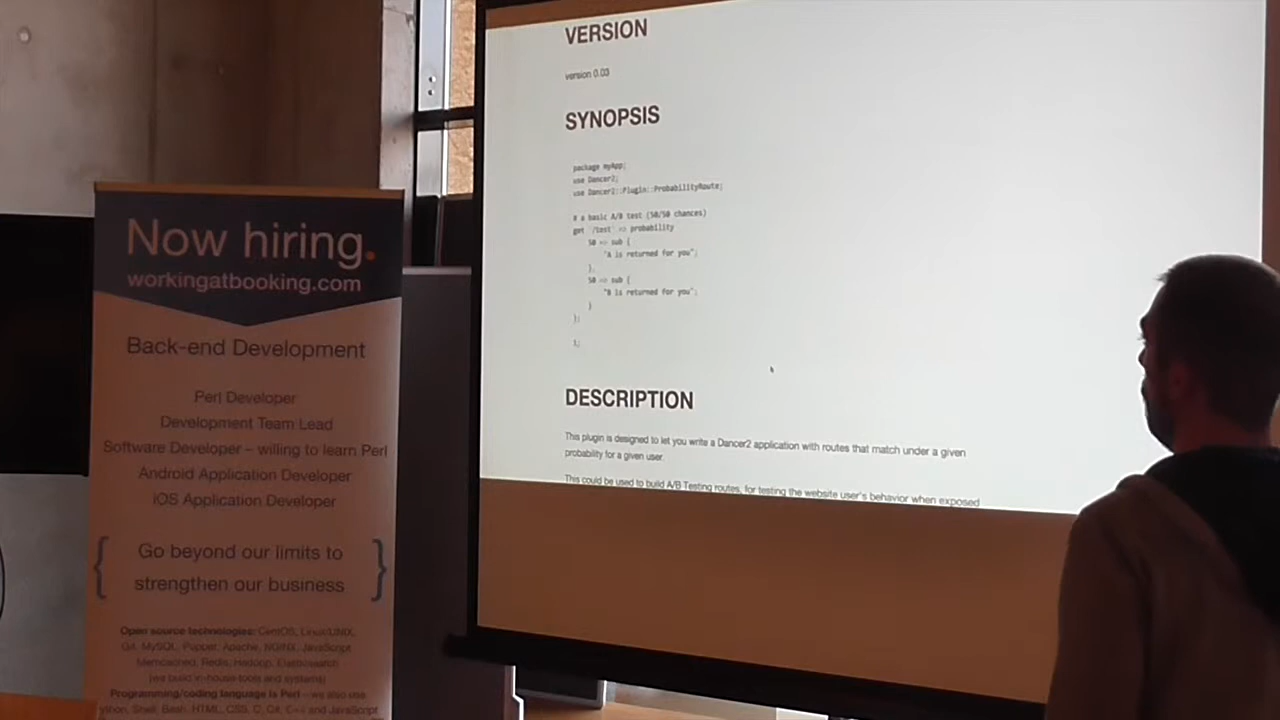 Now hiring.
workingatbooking.com
Back-end Development
Perl Developer
Development Team Lead
Software Developer – willing to learn Perl
Android Application Developer
iOS Application Developer
{ Go beyond our limits to }
strengthen our business
Open source technologies: CentOS, Linux/UNIX,
Git, MySQL, Puppet, Apache, NGINX, JavaScript
Memcached, Redis, Hadoop, Elasticsearch
(we build in-house tools and systems)
Programming/coding language is Perl – we also use
ython, Shell, Bash, HTML, CSS, C, C#, C++ and JavaScript
VERSION
version 0.03
SYNOPSIS
package myApp;
use Dancer2;
use Dancer2::Plugin::ProbabilityRoute;
# a basic A/B test (50/50 chances)
get '/test' => probability
50 => sub {
"A is returned for you";
},
50 => sub {
"B is returned for you";
}
);
1;
DESCRIPTION
This plugin is designed to let you write a Dancer2 application with routes that match under a given
probability for a given user.
This could be used to build A/B Testing routes, for testing the website user's behavior when exposed